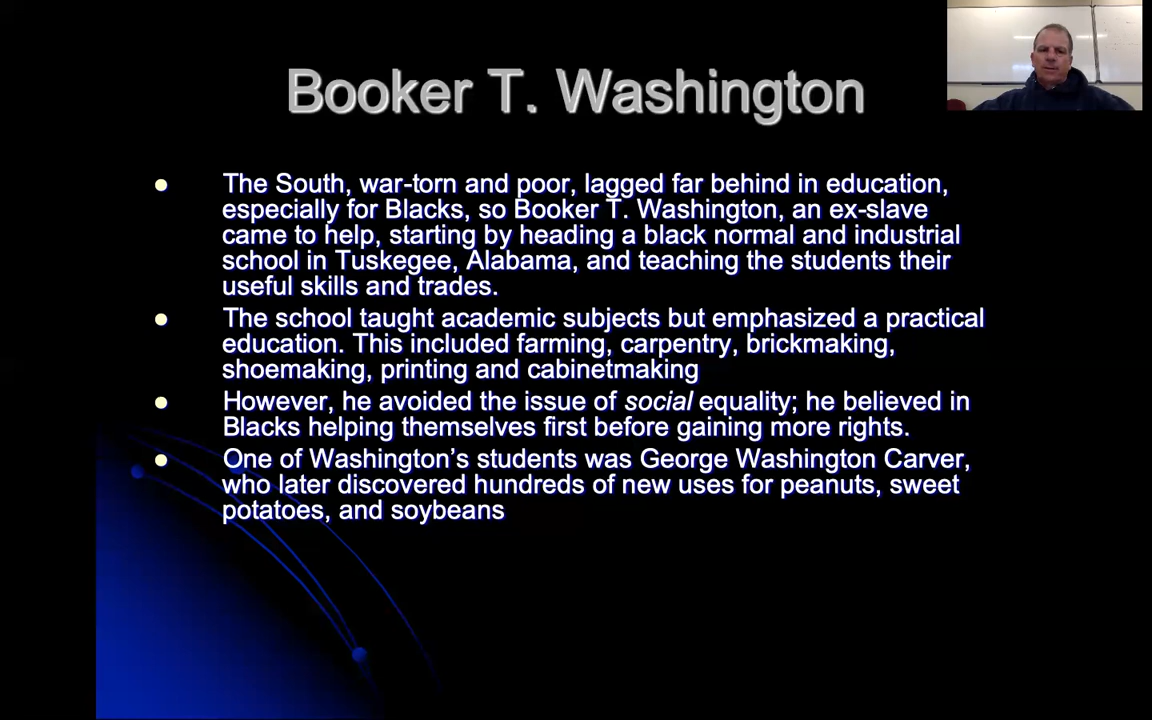 Booker T. Washington
The South, war-torn and poor, lagged far behind in education,
especially for Blacks, so Booker T. Washington, an ex-slave
came to help, starting by heading a black normal and industrial
school in Tuskegee, Alabama, and teaching the students their
useful skills and trades.
The school taught academic subjects but emphasized a practical
education. This included farming, carpentry, brickmaking,
shoemaking, printing and cabinetmaking
However, he avoided the issue of social equality; he believed in
Blacks helping themselves first before gaining more rights.
One of Washington’s students was George Washington Carver,
who later discovered hundreds of new uses for peanuts, sweet
potatoes, and soybeans